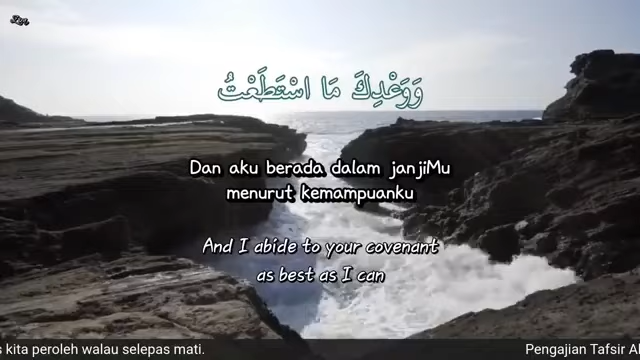 وَوَعْدِكَ مَا اسْتَطَعْتُ
Dan aku berada dalam janjiMu
menurut kemampuanku
And I abide to your covenant
as best as I can
kita peroleh walau selepas mati. Pengajian Tafsir